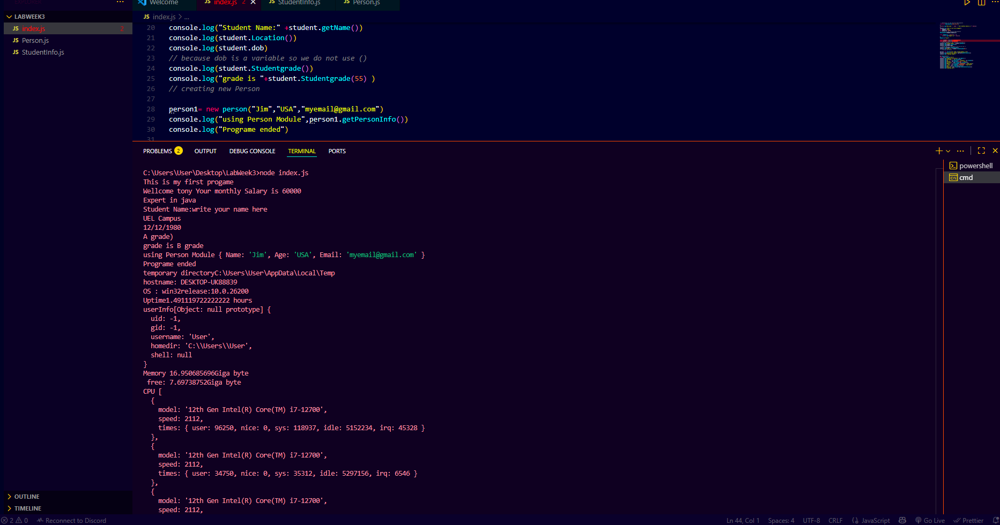 EXPLORER ...
Welcome JS index.js 2 × JS StudentInfo.js JS Person.js
LABWEEK3
JS index.js > ...
JS index.js 2
JS Person.js
JS StudentInfo.js
20 console.log("Student Name:" +student.getName())
21 console.log(student.Location())
22 console.log(student.dob)
23 // because dob is a variable so we do not use ()
24 console.log(student.Studentgrade())
25 console.log("grade is "+student.Studentgrade(55) )
26 // creating new Person
27
28 person1= new person("Jim","USA","myemail@gmail.com")
29 console.log("using Person Module",person1.getPersonInfo())
30 console.log("Programe ended")
31
PROBLEMS 2 OUTPUT DEBUG CONSOLE TERMINAL PORTS
powershell
cmd
C:\Users\User\Desktop\LabWeek3>node index.js
This is my first progame
Wellcome tony Your monthly Salary is 60000
Expert in java
Student Name:write your name here
UEL Campus
12/12/1980
A grade)
grade is B grade
using Person Module { Name: 'Jim', Age: 'USA', Email: 'myemail@gmail.com' }
Programe ended
temporary directoryC:\Users\User\AppData\Local\Temp
hostname: DESKTOP-UK88839
OS : win32release:10.0.26200
Uptime1.491119722222222 hours
userInfo[Object: null prototype] {
uid: -1,
gid: -1,
username: 'User',
homedir: 'C:\\Users\\User',
shell: null
}
Memory 16.950685696Giga byte
free: 7.69738752Giga byte
CPU [
{
model: '12th Gen Intel(R) Core(TM) i7-12700',
speed: 2112,
times: { user: 96250, nice: 0, sys: 118937, idle: 5152234, irq: 45328 }
},
{
model: '12th Gen Intel(R) Core(TM) i7-12700',
speed: 2112,
times: { user: 34750, nice: 0, sys: 35312, idle: 5297156, irq: 6546 }
},
{
model: '12th Gen Intel(R) Core(TM) i7-12700',
speed: 2112,
OUTLINE
TIMELINE
2 0 Reconnect to Discord Ln 44, Col 1 Spaces: 4 UTF-8 CRLF {} JavaScript Go Live Prettier